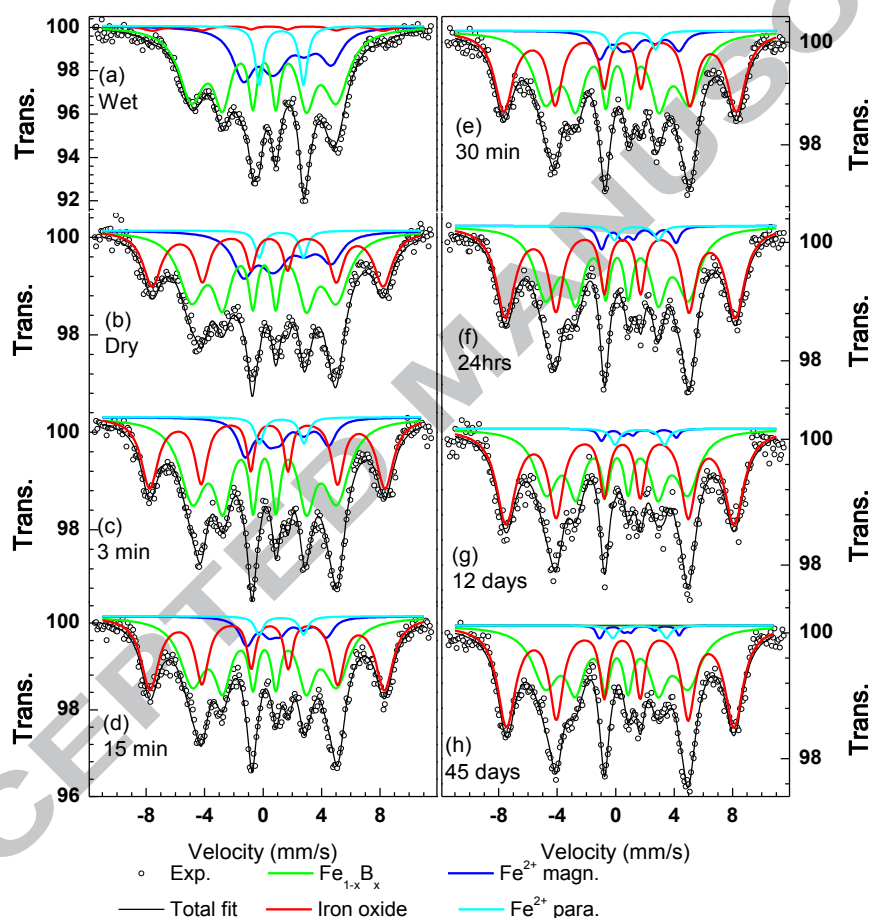 CEPTED MANUSC
100
98
96
94
92
Trans.
(a)
Wet
100
98
Trans.
(b)
Dry
100
98
Trans.
(c)
3 min
100
98
96
Trans.
(d)
15 min
-8 -4 0 4 8
Velocity (mm/s)
100
98
Trans.
(e)
30 min
100
98
Trans.
(f)
24hrs
100
98
Trans.
(g)
12 days
100
98
Trans.
(h)
45 days
-8 -4 0 4 8
Velocity (mm/s)
Exp. Fe₁₋ₓBₓ Fe²⁺ magn.
Total fit Iron oxide Fe²⁺ para.